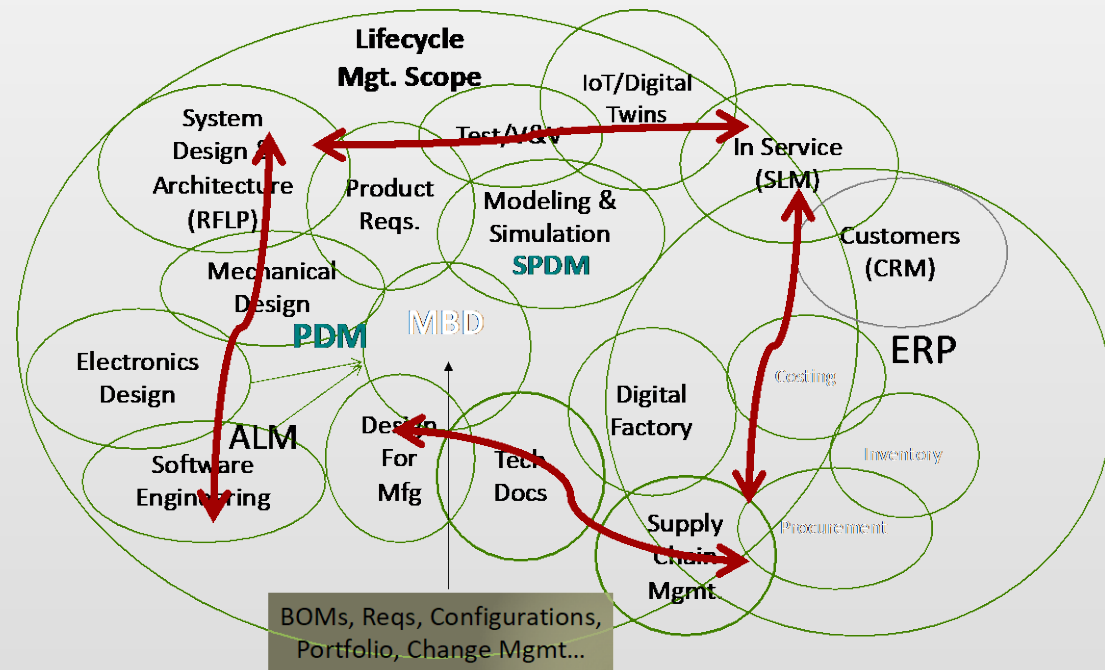 Lifecycle
Mgt. Scope
IoT/Digital
Twins
System
Design &
Architecture
(RFLP)
Test/V&V
In Service
(SLM)
Product
Reqs.
Modeling &
Simulation
SPDM
Customers
(CRM)
Mechanical
Design
PDM
MBD
ERP
Electronics
Design
Costing
Digital
Factory
ALM
Software
Engineering
Design
For
Mfg
Tech
Docs
Inventory
Supply
Chain
Mgmt.
Procurement
BOMs, Reqs, Configurations,
Portfolio, Change Mgmt...